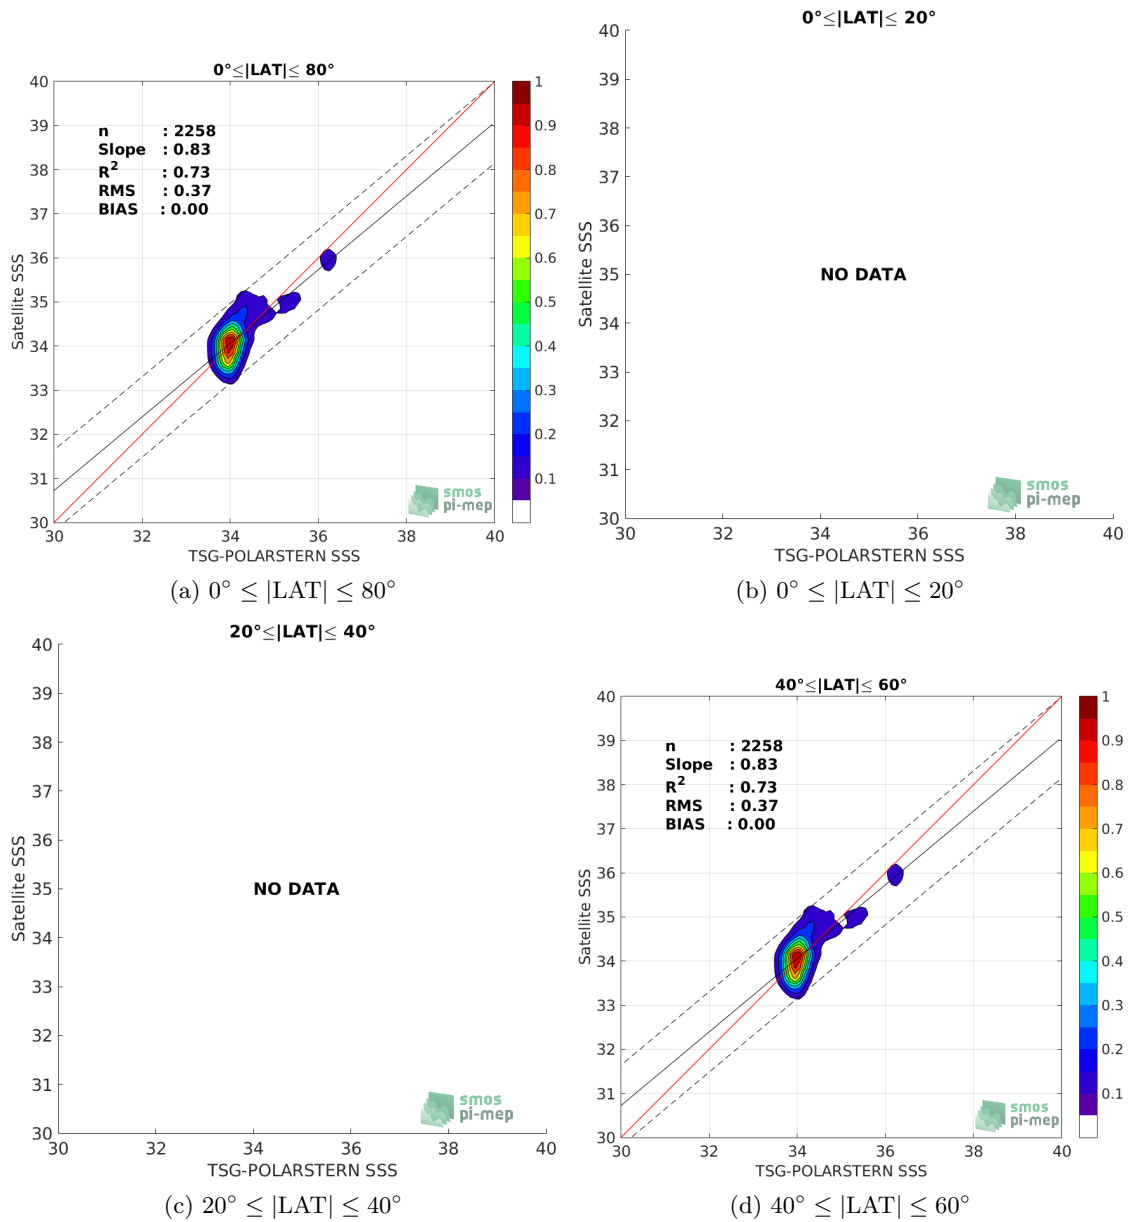 0°≤|LAT|≤ 80°
40
39
38
37
36
35
34
33
32
31
30
n : 2258
Slope : 0.83
R2 : 0.73
RMS : 0.37
BIAS : 0.00
Satellite SSS
smos
pi-mep
30 32 34 36 38 40
TSG-POLARSTERN SSS
1
0.9
0.8
0.7
0.6
0.5
0.4
0.3
0.2
0.1
(a) 0° ≤ |LAT| ≤ 80°
0°≤|LAT|≤ 20°
40
39
38
37
36
35
34
33
32
31
30
Satellite SSS
NO DATA
smos
pi-mep
30 32 34 36 38 40
TSG-POLARSTERN SSS
(b) 0° ≤ |LAT| ≤ 20°
20°≤|LAT|≤ 40°
40
39
38
37
36
35
34
33
32
31
30
Satellite SSS
NO DATA
smos
pi-mep
30 32 34 36 38 40
TSG-POLARSTERN SSS
(c) 20° ≤ |LAT| ≤ 40°
40°≤|LAT|≤ 60°
40
39
38
37
36
35
34
33
32
31
30
n : 2258
Slope : 0.83
R2 : 0.73
RMS : 0.37
BIAS : 0.00
Satellite SSS
smos
pi-mep
30 32 34 36 38 40
TSG-POLARSTERN SSS
1
0.9
0.8
0.7
0.6
0.5
0.4
0.3
0.2
0.1
(d) 40° ≤ |LAT| ≤ 60°